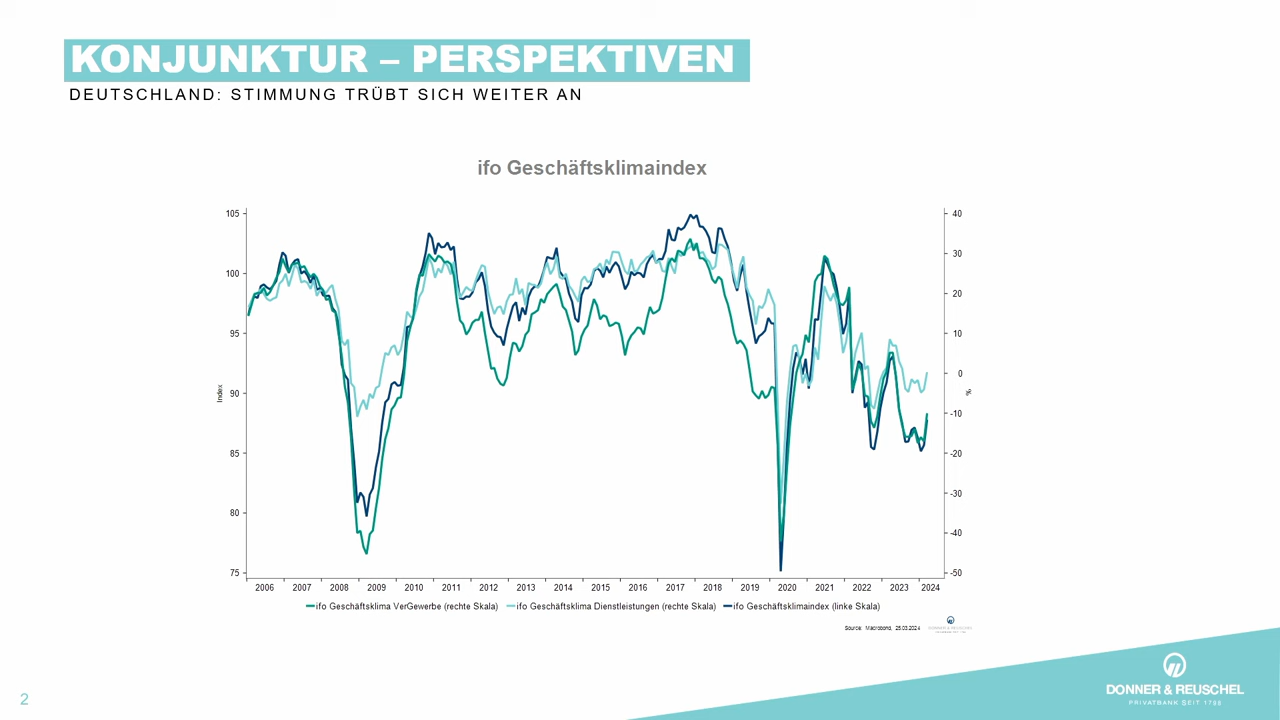 KONJUNKTUR – PERSPEKTIVEN
DEUTSCHLAND: STIMMUNG TRÜBT SICH WEITER AN
ifo Geschäftsklimaindex
105
100
95
90
85
80
75
Index
40
30
20
10
0
-10
-20
-30
-40
-50
%
2006 2007 2008 2009 2010 2011 2012 2013 2014 2015 2016 2017 2018 2019 2020 2021 2022 2023 2024
ifo Geschäftsklima VerGewerbe (rechte Skala) ifo Geschäftsklima Dienstleistungen (rechte Skala) ifo Geschäftsklimaindex (linke Skala)
Source: Macrobond, 25.03.2024
DONNER & REUSCHEL
2
DONNER & REUSCHEL
PRIVATBANK SEIT 1798